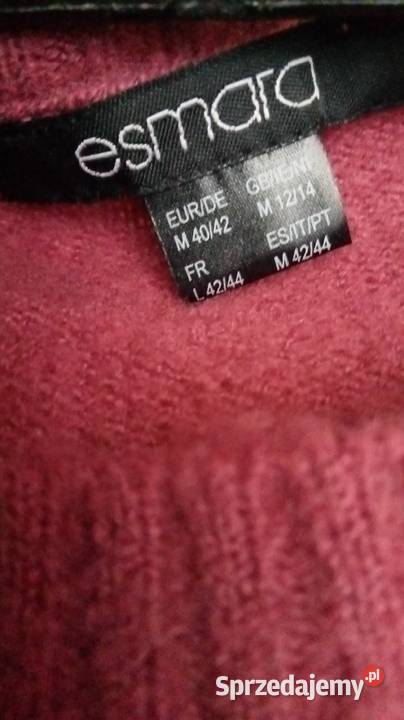 esmara
EUR/DE GB/IE/NI
M 40/42 M 12/14
FR ES/IT/PT
L 42/44 M 42/44
Sprzedajemy.pl